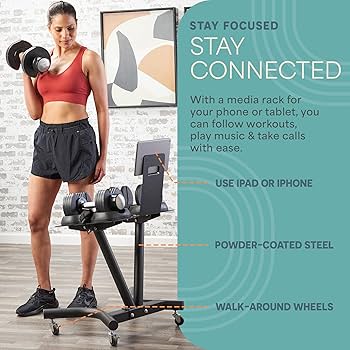 STAY FOCUSED
STAY
CONNECTED
With a media rack for
your phone or tablet, you
can follow workouts,
play music & take calls
with ease.
USE IPAD OR IPHONE
POWDER-COATED STEEL
WALK-AROUND WHEELS